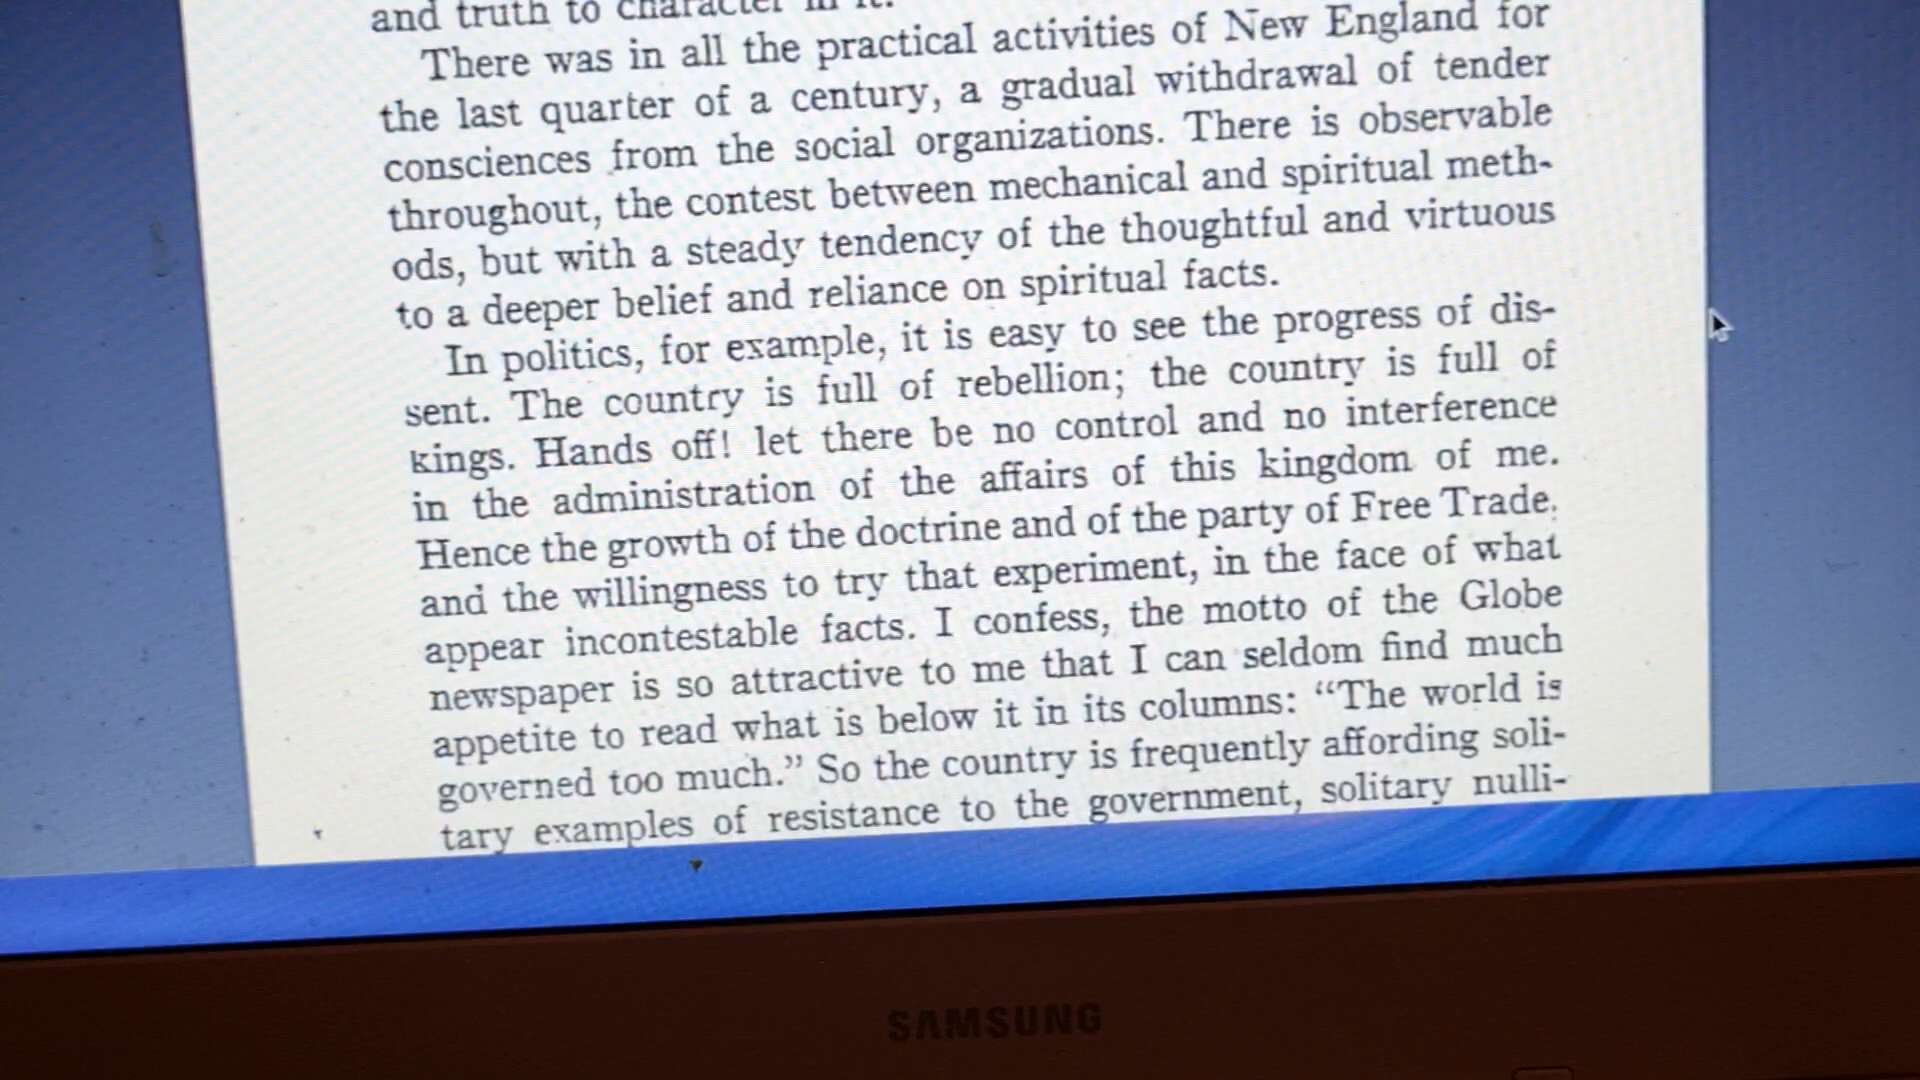 and truth to character in it.
There was in all the practical activities of New England for
the last quarter of a century, a gradual withdrawal of tender
consciences from the social organizations. There is observable
throughout, the contest between mechanical and spiritual meth-
ods, but with a steady tendency of the thoughtful and virtuous
to a deeper belief and reliance on spiritual facts.
In politics, for example, it is easy to see the progress of dis-
sent. The country is full of rebellion; the country is full of
kings. Hands off! let there be no control and no interference
in the administration of the affairs of this kingdom of me.
Hence the growth of the doctrine and of the party of Free Trade,
and the willingness to try that experiment, in the face of what
appear incontestable facts. I confess, the motto of the Globe
newspaper is so attractive to me that I can seldom find much
appetite to read what is below it in its columns: “The world is
governed too much.” So the country is frequently affording soli-
tary examples of resistance to the government, solitary nulli-
SAMSUNG